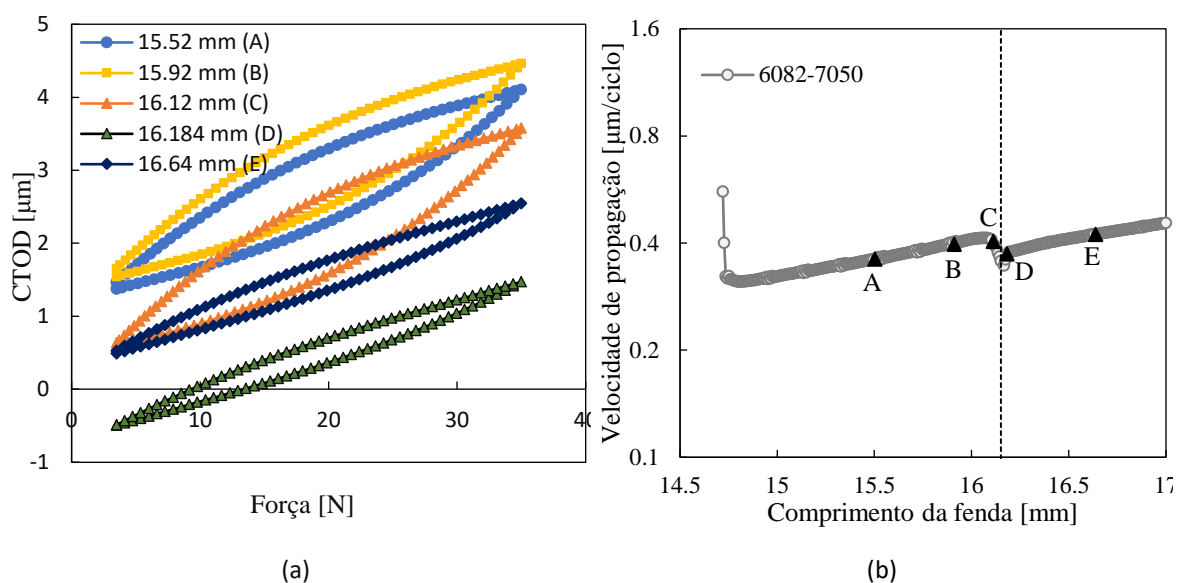 5
4
3
2
1
0
-1
CTOD [µm]
15.52 mm (A)
15.92 mm (B)
16.12 mm (C)
16.184 mm (D)
16.64 mm (E)
0
10
20
30
40
Força [N]
(a)
1.6
0.8
0.4
0.2
0.1
Velocidade de propagação [µm/ciclo]
6082-7050
A
B
C
D
E
14.5
15
15.5
16
16.5
17
Comprimento da fenda [mm]
(b)